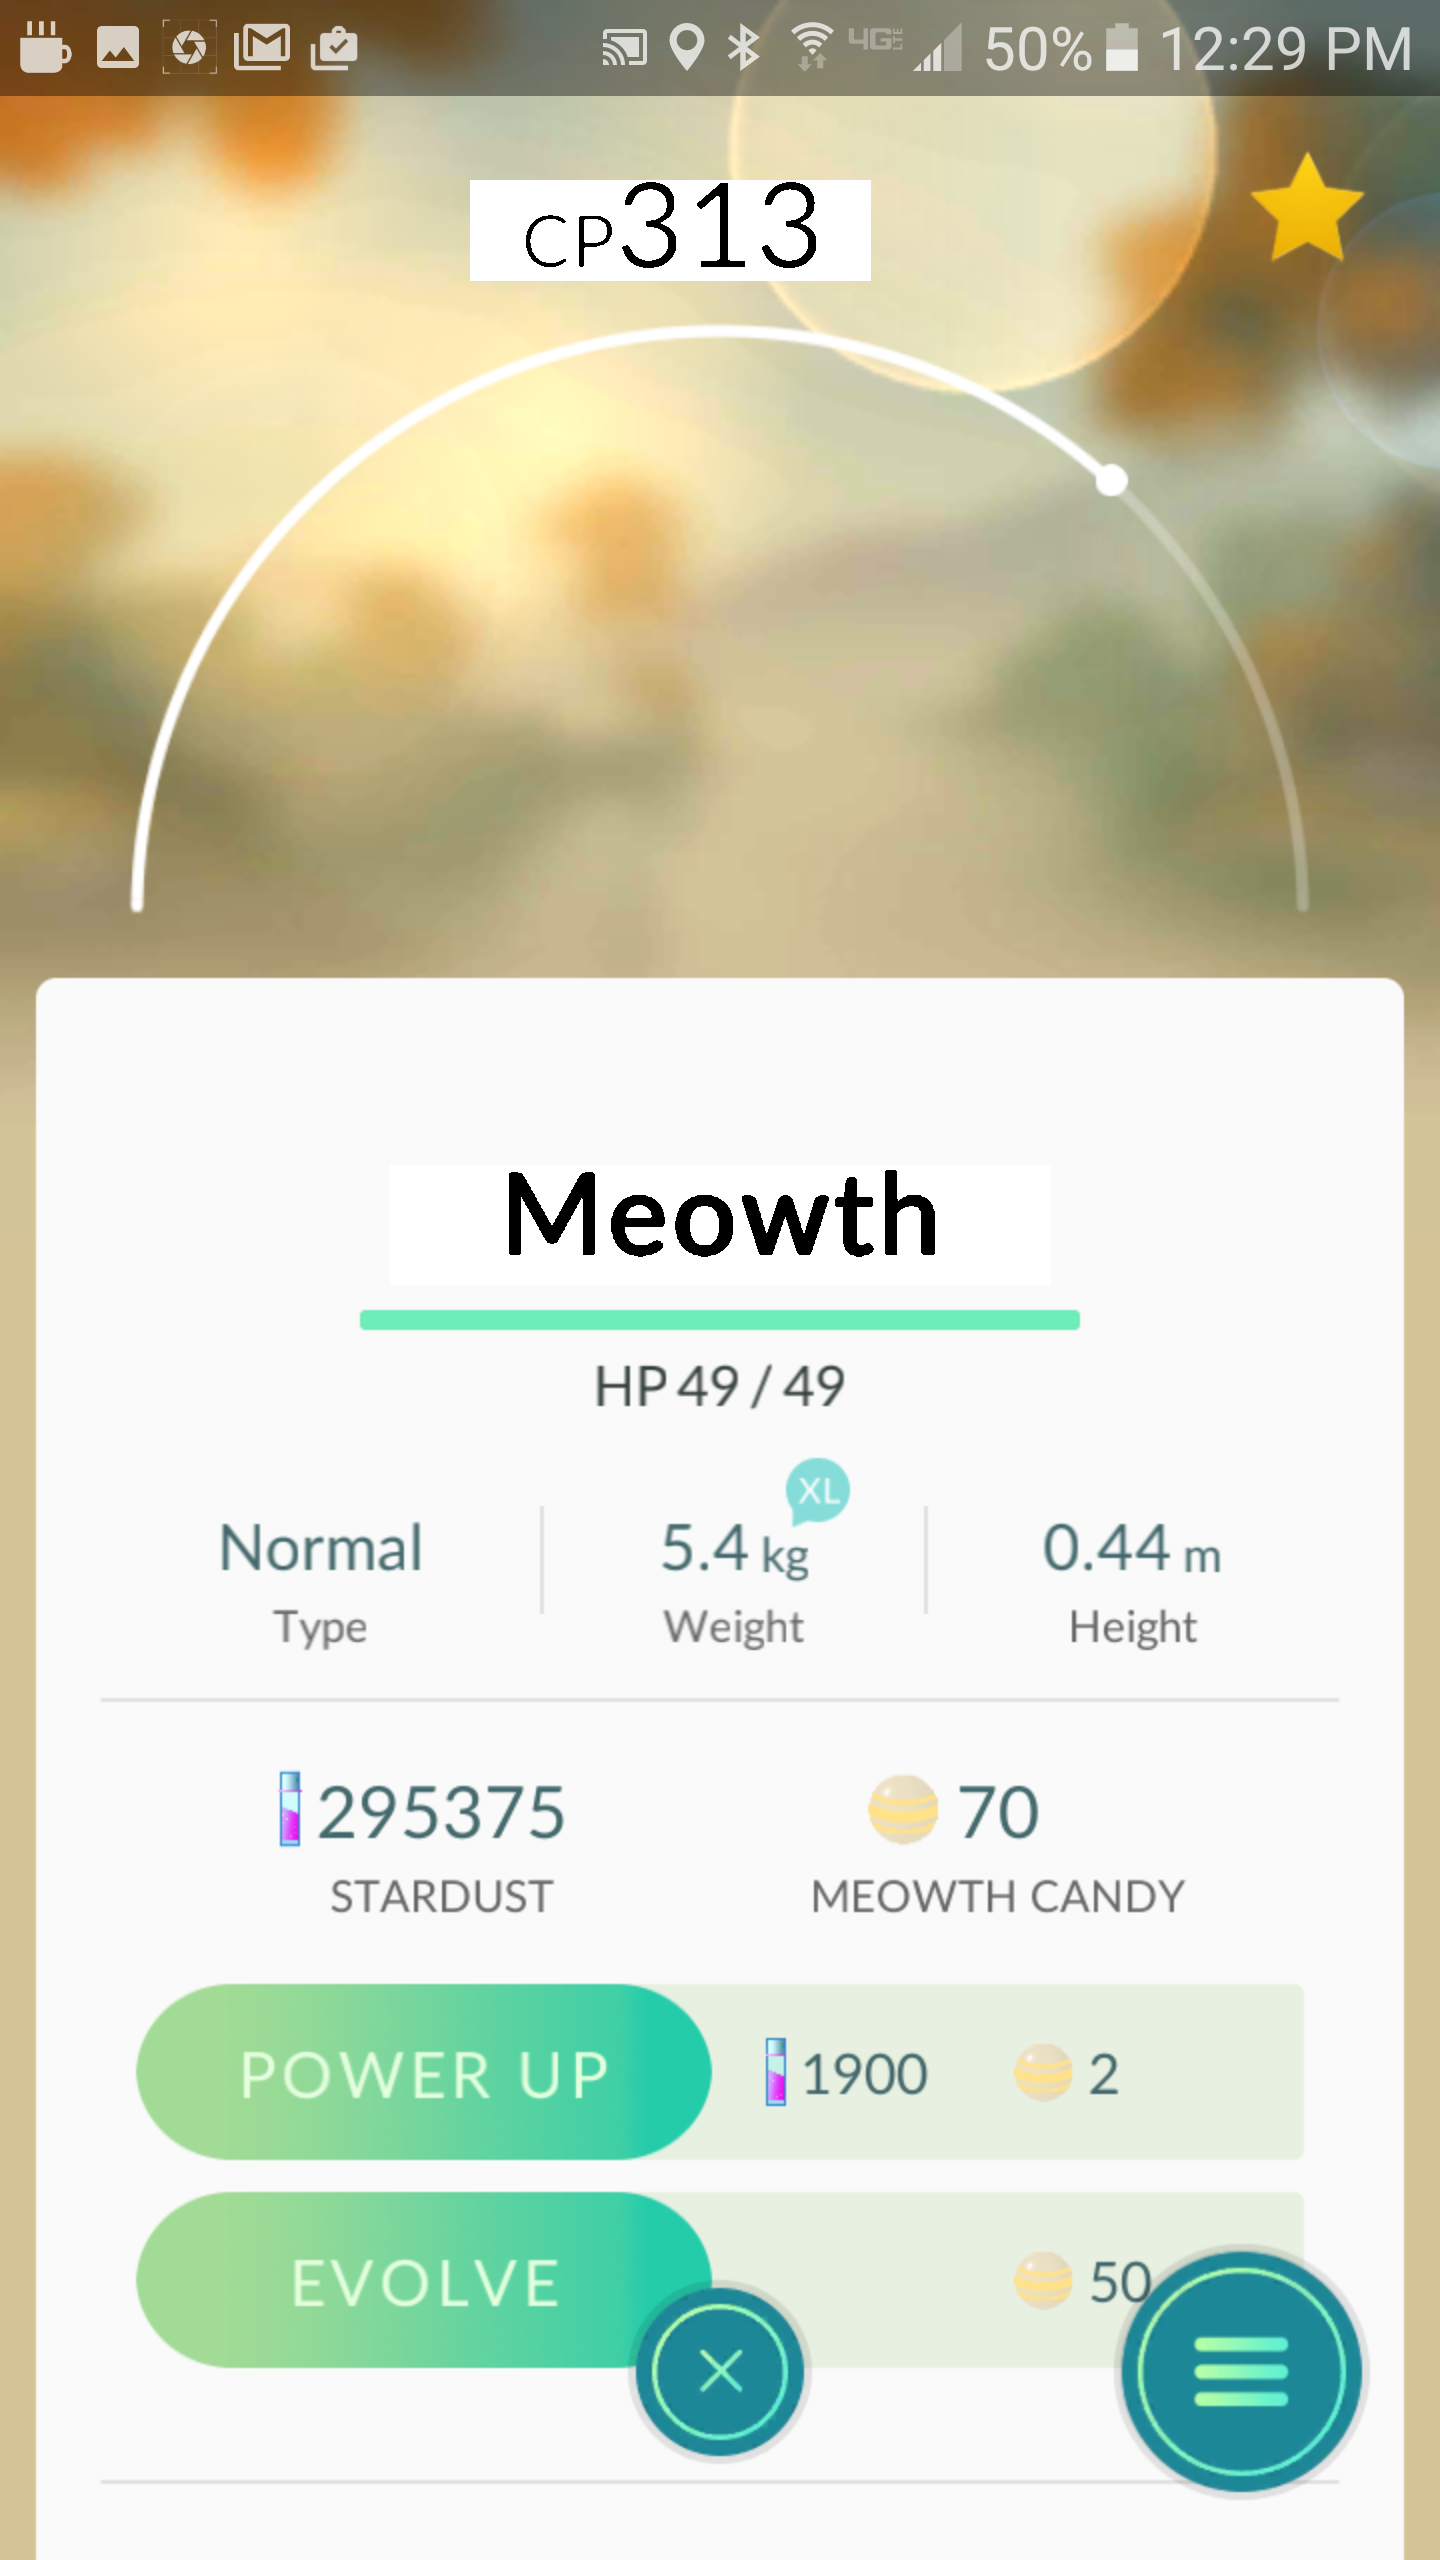 4G LTE 50% 12:29 PM
CP313
Meowth
HP 49 / 49
XL
Normal 5.4 kg 0.44 m
Type Weight Height
295375 70
STARDUST MEOWTH CANDY
POWER UP 1900 2
EVOLVE 50